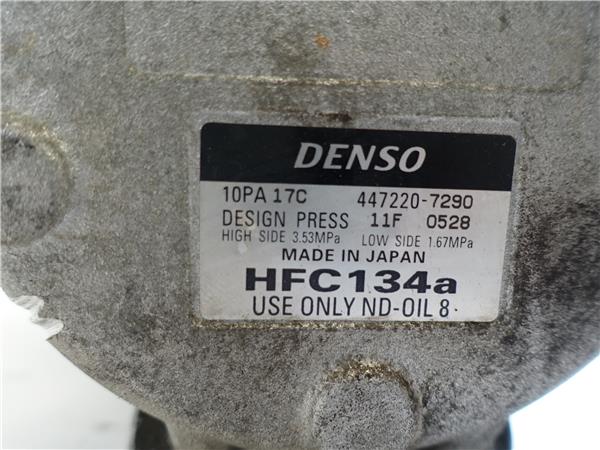 DENSO
10PA 17C 447220-7290
DESIGN PRESS 11F 0528
HIGH SIDE 3.53MPa LOW SIDE 1.67MPa
MADE IN JAPAN
HFC134a
USE ONLY ND-OIL 8